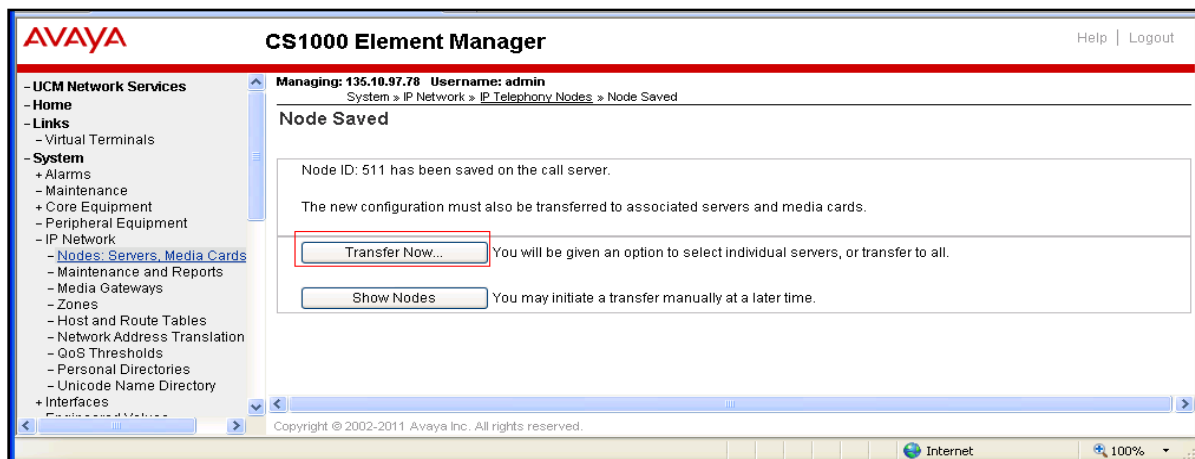 AVAYA
CS1000 Element Manager
Help | Logout
- UCM Network Services
- Home
- Links
- Virtual Terminals
- System
+ Alarms
- Maintenance
+ Core Equipment
- Peripheral Equipment
- IP Network
- Nodes: Servers, Media Cards
- Maintenance and Reports
- Media Gateways
- Zones
- Host and Route Tables
- Network Address Translation
- QoS Thresholds
- Personal Directories
- Unicode Name Directory
+ Interfaces
Managing: 135.10.97.78 Username: admin
System » IP Network » IP Telephony Nodes » Node Saved
Node Saved
Node ID: 511 has been saved on the call server.
The new configuration must also be transferred to associated servers and media cards.
Transfer Now... You will be given an option to select individual servers, or transfer to all.
Show Nodes You may initiate a transfer manually at a later time.
Copyright © 2002-2011 Avaya Inc. All rights reserved.
Internet
100%